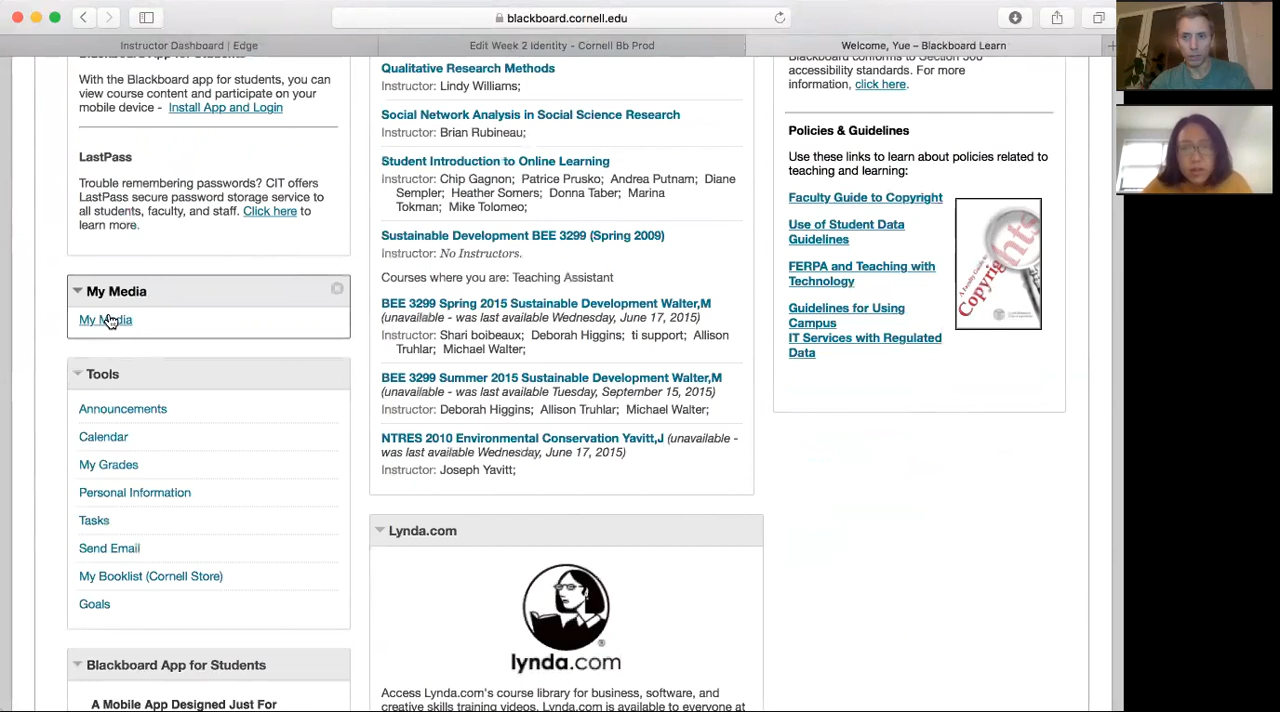 blackboard.cornell.edu
Instructor Dashboard | Edge
Edit Week 2 Identity - Cornell Bb Prod
Welcome, Yue – Blackboard Learn
With the Blackboard app for students, you can
view course content and participate on your
mobile device - Install App and Login
LastPass
Trouble remembering passwords? CIT offers
LastPass secure password storage service to
all students, faculty, and staff. Click here to
learn more.
My Media
My Media
Tools
Announcements
Calendar
My Grades
Personal Information
Tasks
Send Email
My Booklist (Cornell Store)
Goals
Blackboard App for Students
A Mobile App Designed Just For
Qualitative Research Methods
Instructor: Lindy Williams;
Social Network Analysis in Social Science Research
Instructor: Brian Rubineau;
Student Introduction to Online Learning
Instructor: Chip Gagnon; Patrice Prusko; Andrea Putnam; Diane
Sempler; Heather Somers; Donna Taber; Marina
Tokman; Mike Tolomeo;
Sustainable Development BEE 3299 (Spring 2009)
Instructor: No Instructors.
Courses where you are: Teaching Assistant
BEE 3299 Spring 2015 Sustainable Development Walter,M
(unavailable - was last available Wednesday, June 17, 2015)
Instructor: Shari boibeaux; Deborah Higgins; ti support; Allison
Truhlar; Michael Walter;
BEE 3299 Summer 2015 Sustainable Development Walter,M
(unavailable - was last available Tuesday, September 15, 2015)
Instructor: Deborah Higgins; Allison Truhlar; Michael Walter;
NTRES 2010 Environmental Conservation Yavitt,J (unavailable -
was last available Wednesday, June 17, 2015)
Instructor: Joseph Yavitt;
Lynda.com
lynda.com
Access Lynda.com's course library for business, software, and
creative skills training videos. Lynda.com is available to everyone at
Blackboard conforms to Section 508
accessibility standards. For more
information, click here.
Policies & Guidelines
Use these links to learn about policies related to
teaching and learning:
Faculty Guide to Copyright
Use of Student Data
Guidelines
FERPA and Teaching with
Technology
Guidelines for Using
Campus
IT Services with Regulated
Data
A Faculty Guide to
Copyrights